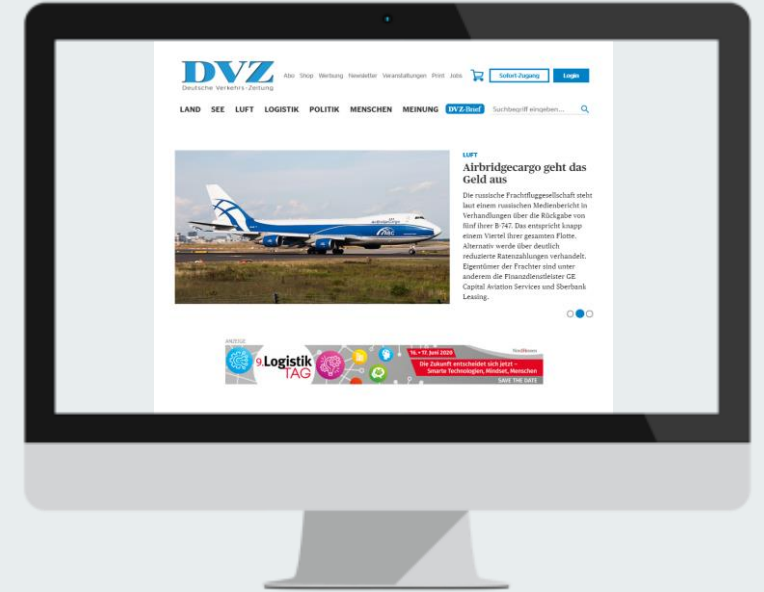 DVZ
Deutsche Verkehrs-Zeitung
Abo Shop Werbung Newsletter Veranstaltungen Print Jobs Sofort-Zugang Login
LAND SEE LUFT LOGISTIK POLITIK MENSCHEN MEINUNG DVZ-Brief Suchbegriff eingeben...
LUFT
Airbridgecargo geht das
Geld aus
Die russische Frachtfluggesellschaft steht
laut einem russischen Medienbericht in
Verhandlungen über die Rückgabe von
fünf ihrer B-747. Das entspricht knapp
einem Viertel ihrer gesamten Flotte.
Alternativ werde über deutlich
reduzierte Ratenzahlungen verhandelt.
Eigentümer der Frachter sind unter
anderem die Finanzdienstleister GE
Capital Aviation Services und Sberbank
Leasing.
ANZEIGE
9.Logistik
TAG
16. + 17. Juni 2020
Die Zukunft entscheidet sich jetzt –
Smarte Technologien, Mindset, Menschen
SAVE THE DATE